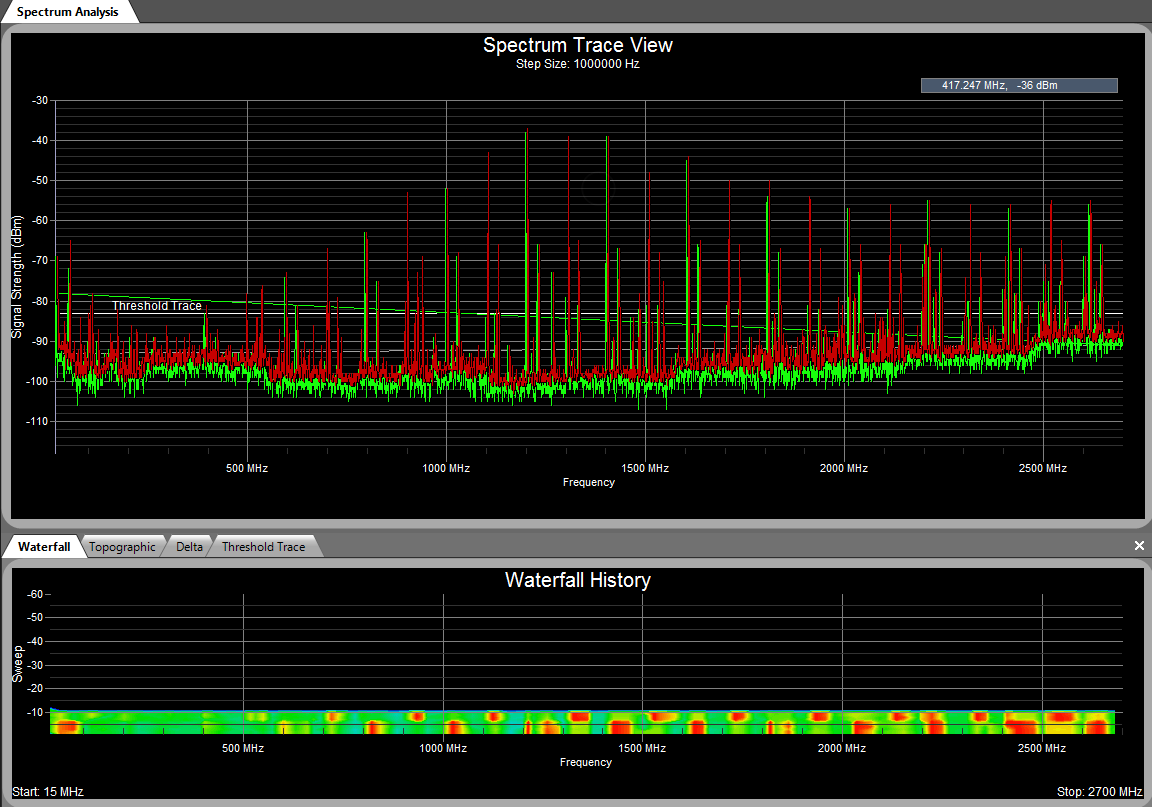 Spectrum Analysis
Spectrum Trace View
Step Size: 1000000 Hz
417.247 MHz, -36 dBm
-30
-40
-50
-60
-70
-80
-90
-100
-110
Signal Strength (dBm)
Threshold Trace
500 MHz 1000 MHz 1500 MHz 2000 MHz 2500 MHz
Frequency
Waterfall Topographic Delta Threshold Trace
Waterfall History
-60
-50
-40
-30
-20
-10
Sweep
500 MHz 1000 MHz 1500 MHz 2000 MHz 2500 MHz
Frequency
Start: 15 MHz Stop: 2700 MHz